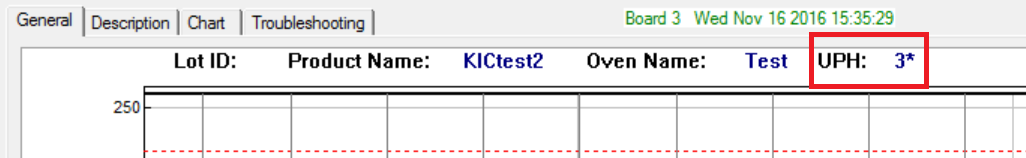 General Description Chart Troubleshooting Board 3 Wed Nov 16 2016 15:35:29
Lot ID: Product Name: KICtest2 Oven Name: Test UPH: 3*
250